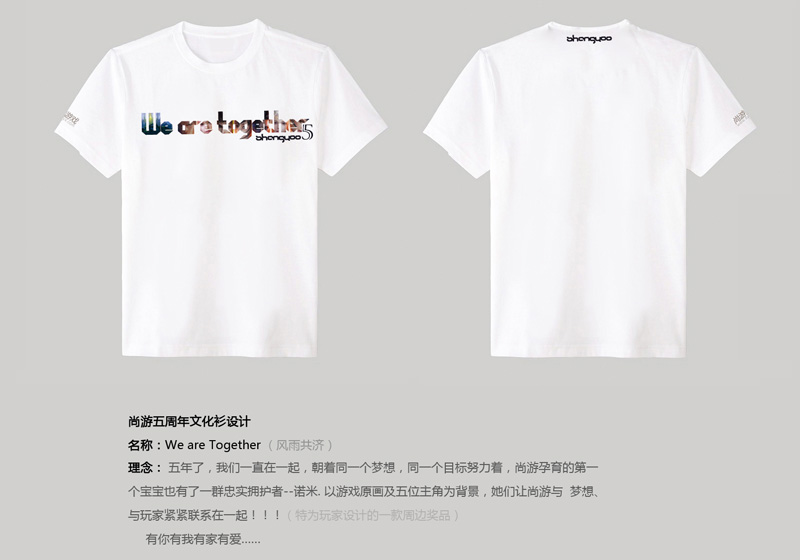 shengyoo
We are together
shengyoo 5
尚游五周年文化衫设计
名称：We are Together（风雨共济）
理念： 五年了，我们一直在一起，朝着同一个梦想，同一个目标努力着，尚游孕育的第一
个宝宝也有了一群忠实拥护者--诺米. 以游戏原画及五位主角为背景，她们让尚游与 梦想、
与玩家紧紧联系在一起！！！（特为玩家设计的一款周边奖品）
有你有我有家有爱......